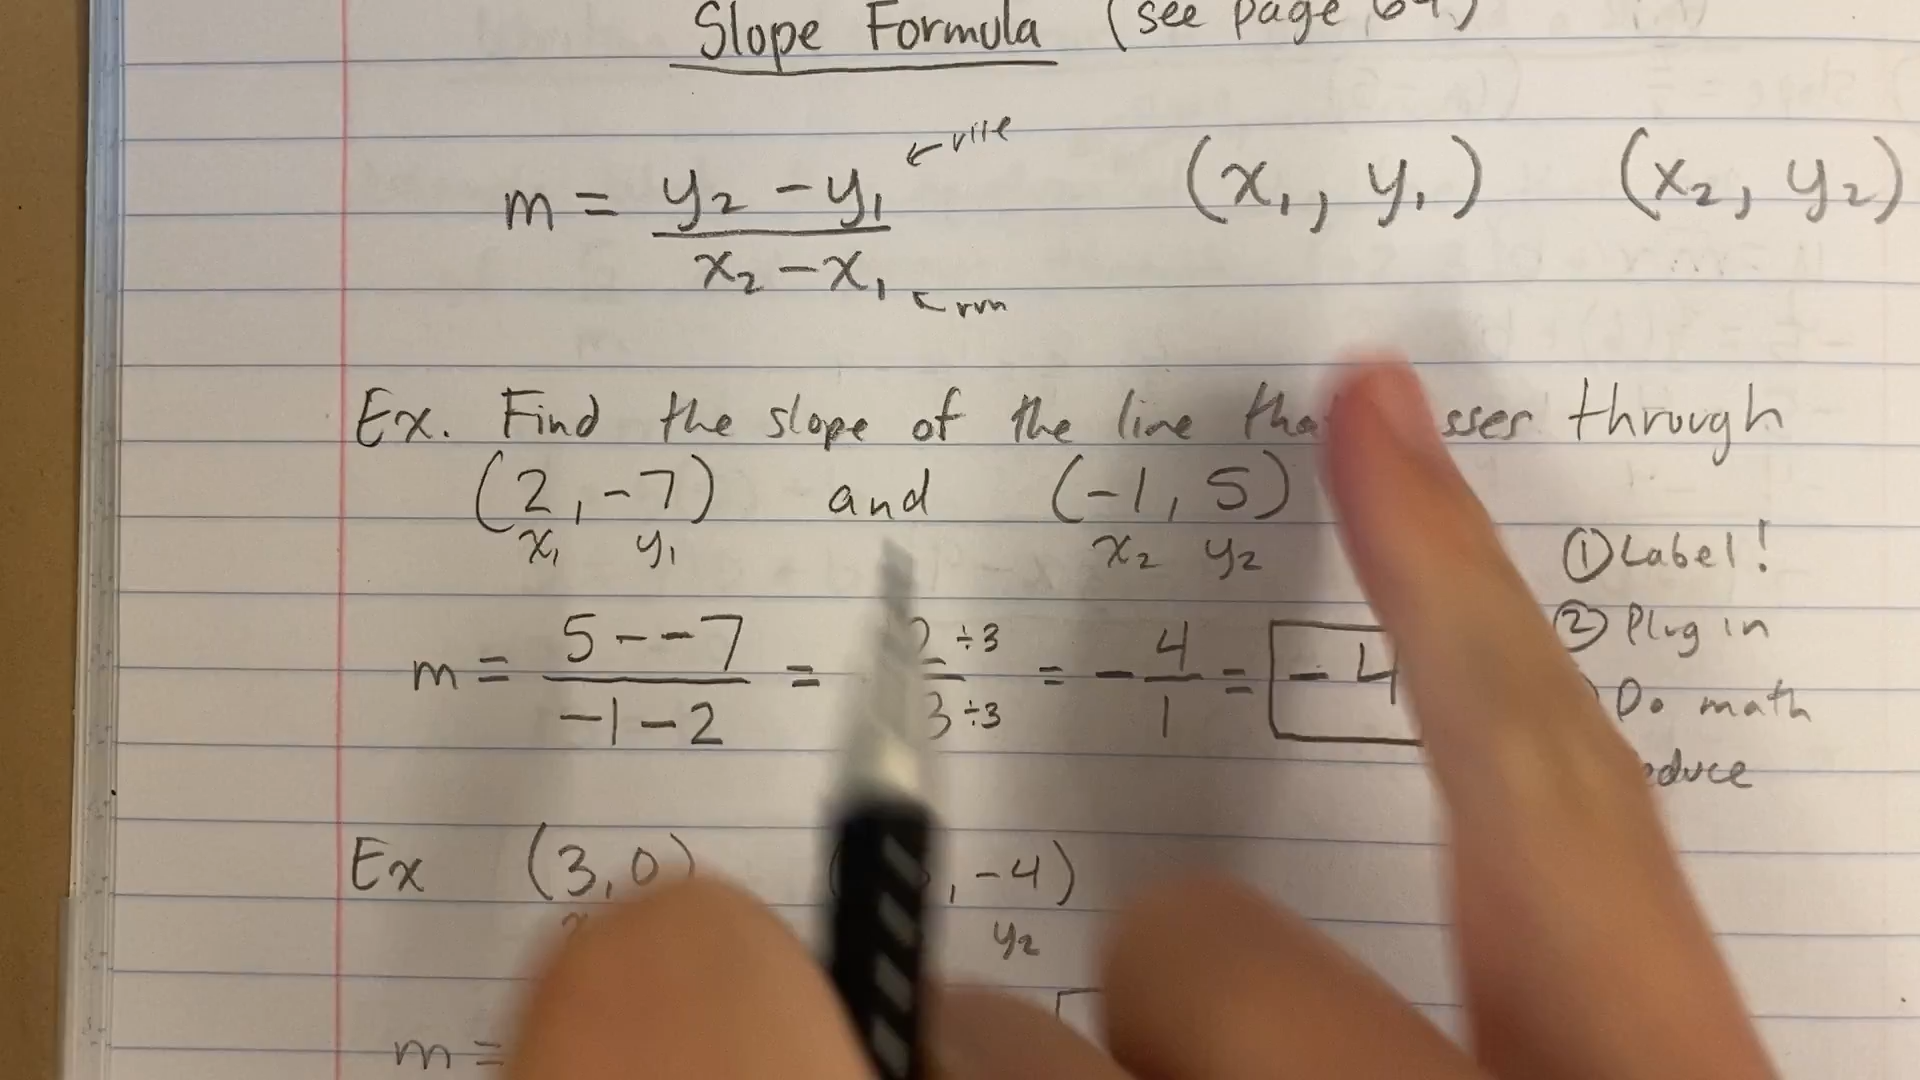 Slope Formula (see page
m = y₂ - y₁ / x₂ - x₁ ← rise ← run (x₁, y₁) (x₂, y₂)
Ex. Find the slope of the line through
(2, -7) and (-1, 5)
x₁ y₁ x₂ y₂
m = 5 - -7 / -1 - 2 = ÷3 / 3 ÷3 = - 4/1 = -4
① Label!
② Plug in
Do math
Ex (3, 0) , -4)
y₂
m =